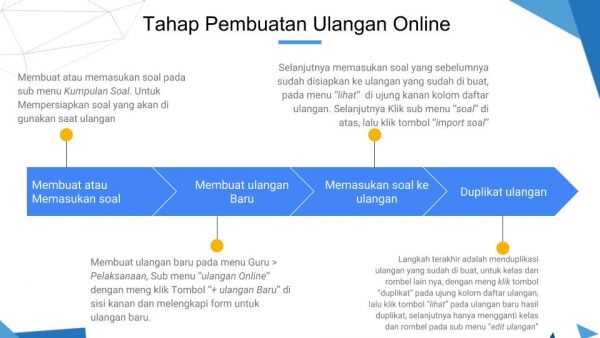 Tahap Pembuatan Ulangan Online
Membuat atau memasukan soal pada
sub menu Kumpulan Soal. Untuk
Mempersiapkan soal yang akan di
gunakan saat ulangan
Selanjutnya memasukan soal yang sebelumnya
sudah disiapkan ke ulangan yang sudah di buat,
pada menu “lihat” di ujung kanan kolom daftar
ulangan. Selanjutnya Klik sub menu “soal” di
atas, lalu klik tombol “import soal”
Membuat atau
Memasukan soal
Membuat ulangan
Baru
Memasukan soal ke
ulangan
Duplikat ulangan
Membuat ulangan baru pada menu Guru >
Pelaksanaan, Sub menu “ulangan Online”
dengan meng klik Tombol “+ ulangan Baru” di
sisi kanan dan melengkapi form untuk
ulangan baru.
Langkah terakhir adalah menduplikasi
ulangan yang sudah di buat, untuk kelas dan
rombel lain nya, dengan meng klik tombol
“duplikat” pada ujung kolom daftar ulangan,
lalu klik tombol “lihat” pada ulangan baru hasil
duplikat, selanjutnya hanya mengganti kelas
dan rombel pada sub menu “edit ulangan”